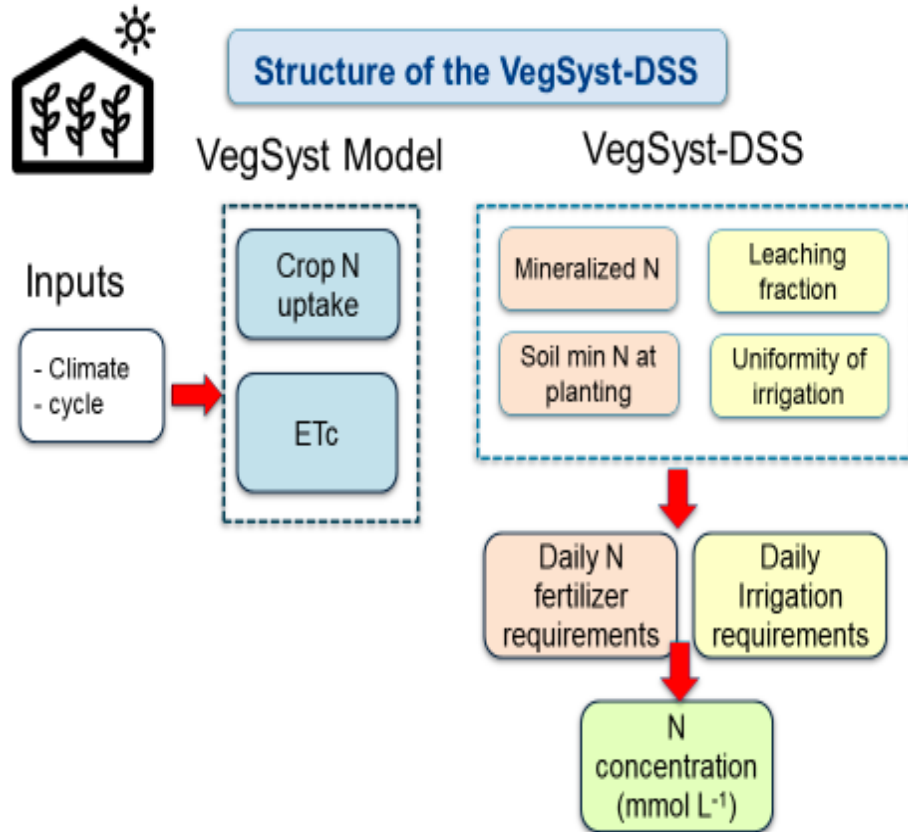 Structure of the VegSyst-DSS
VegSyst Model
VegSyst-DSS
Inputs
- Climate
- cycle
Crop N
uptake
ETc
Mineralized N
Leaching
fraction
Soil min N at
planting
Uniformity of
irrigation
Daily N
fertilizer
requirements
Daily
Irrigation
requirements
N
concentration
(mmol L⁻¹)